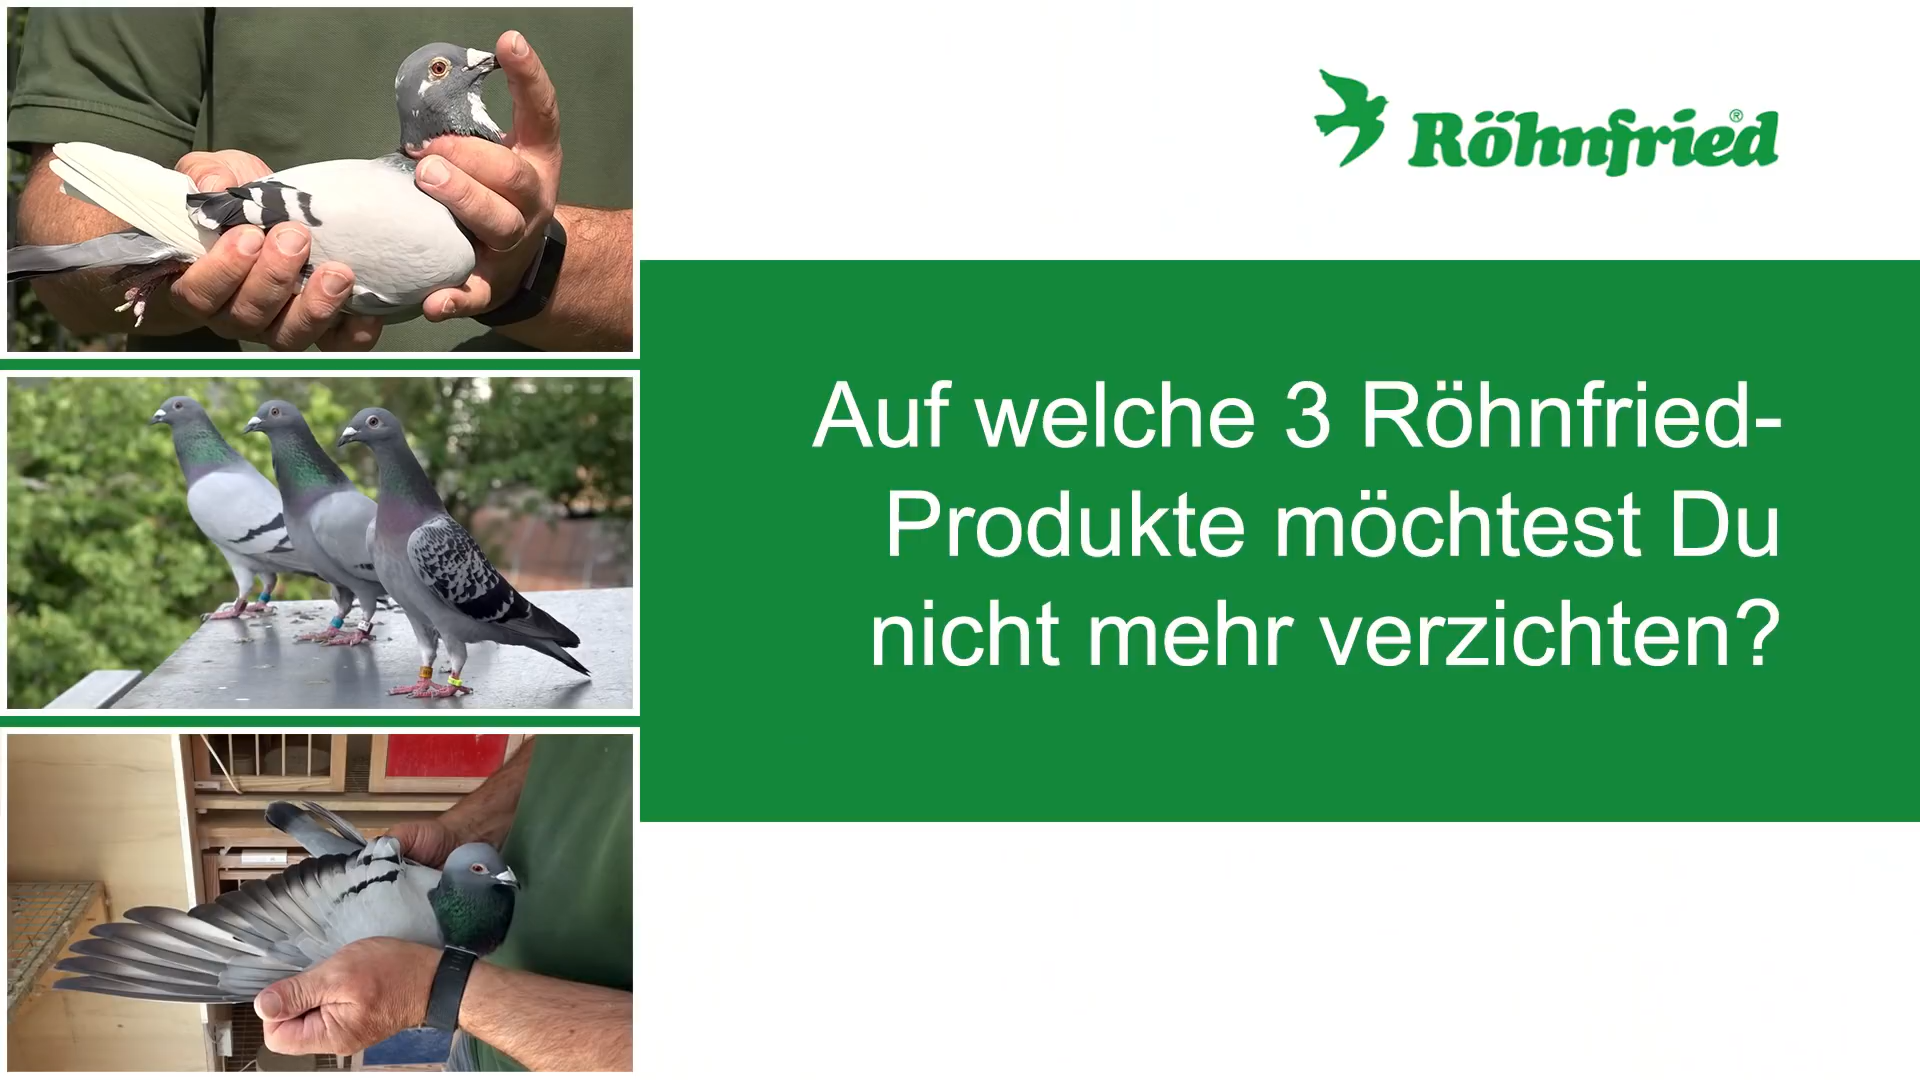 Röhnfried®
Auf welche 3 Röhnfried-
Produkte möchtest Du
nicht mehr verzichten?